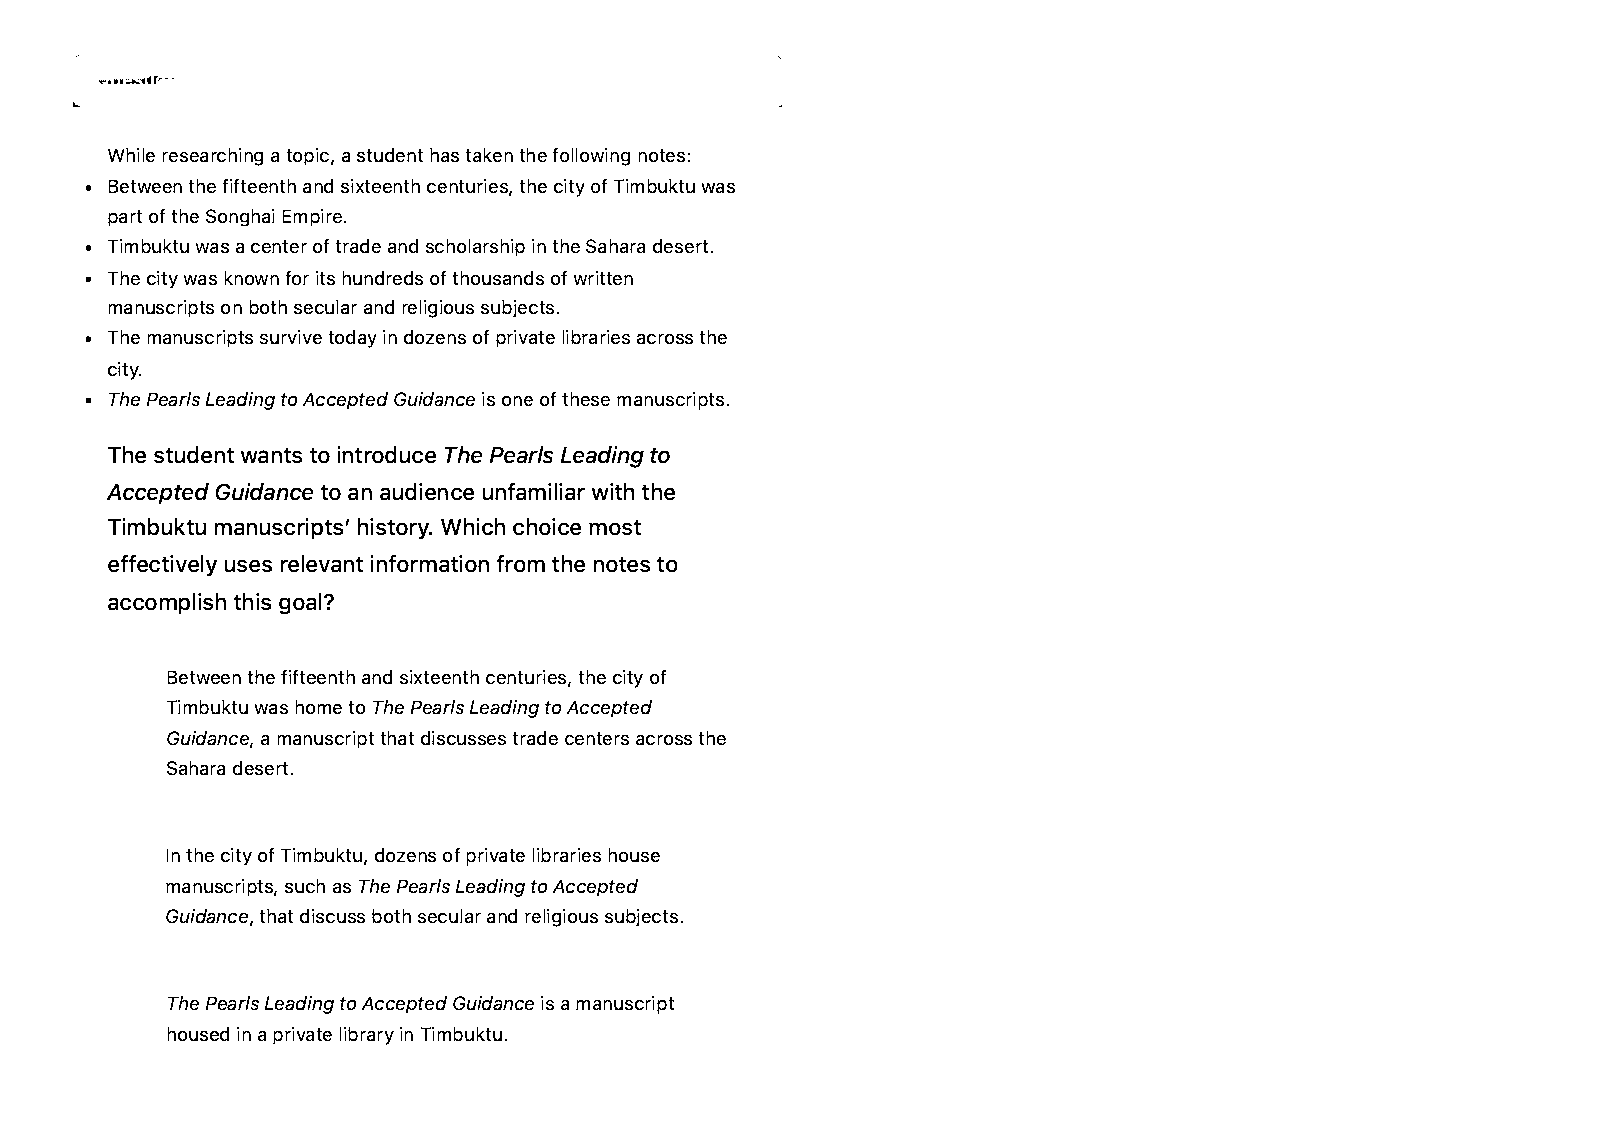 While researching a topic, a student has taken the following notes:
• Between the fifteenth and sixteenth centuries, the city of Timbuktu was
part of the Songhai Empire.
• Timbuktu was a center of trade and scholarship in the Sahara desert.
• The city was known for its hundreds of thousands of written
manuscripts on both secular and religious subjects.
• The manuscripts survive today in dozens of private libraries across the
city.
• The Pearls Leading to Accepted Guidance is one of these manuscripts.
The student wants to introduce The Pearls Leading to
Accepted Guidance to an audience unfamiliar with the
Timbuktu manuscripts’ history. Which choice most
effectively uses relevant information from the notes to
accomplish this goal?
Between the fifteenth and sixteenth centuries, the city of
Timbuktu was home to The Pearls Leading to Accepted
Guidance, a manuscript that discusses trade centers across the
Sahara desert.
In the city of Timbuktu, dozens of private libraries house
manuscripts, such as The Pearls Leading to Accepted
Guidance, that discuss both secular and religious subjects.
The Pearls Leading to Accepted Guidance is a manuscript
housed in a private library in Timbuktu.